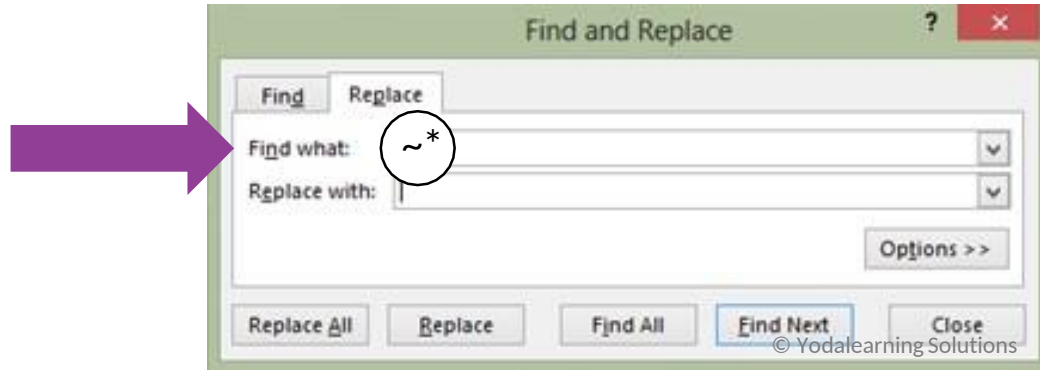 Find and Replace ? ×
Find Replace
Find what: ~*
Replace with:
Options >>
Replace All Replace Find All Find Next Close
© Yodalearning Solutions